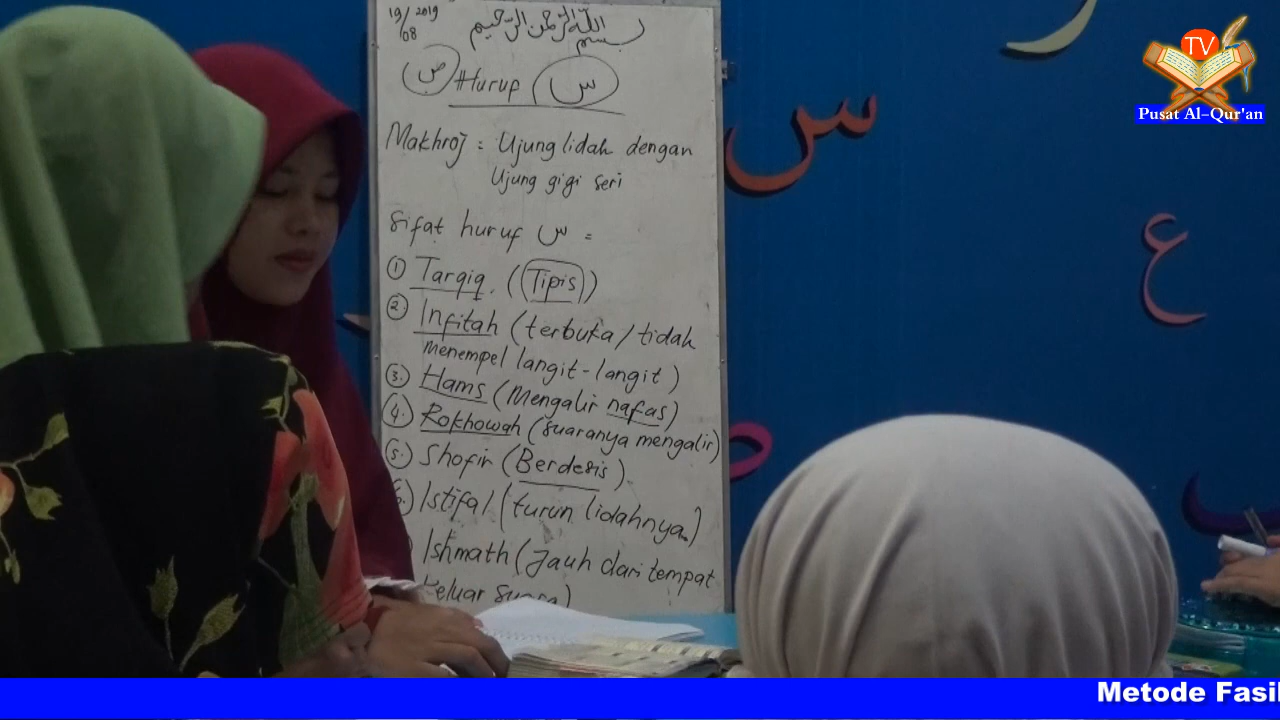 19/2019
08
بسم الله الرحمن الرحيم
ص Huruf س
Makhroj = Ujung lidah dengan
Ujung gigi seri
Sifat huruf س =
① Tarqiq. ((Tipis))
2. Infitah (terbuka/tidak
menempel langit-langit)
3. Hams (Mengalir nafas)
4. Rokhowah (suaranya mengalir)
5. Shofir (Berdesis)
6.) Istifal (turun lidahnya)
) Ishmath (Jauh dari tempat
keluar suara)
س
ع
ب
TV
Pusat Al-Qur'an
Metode Fasil